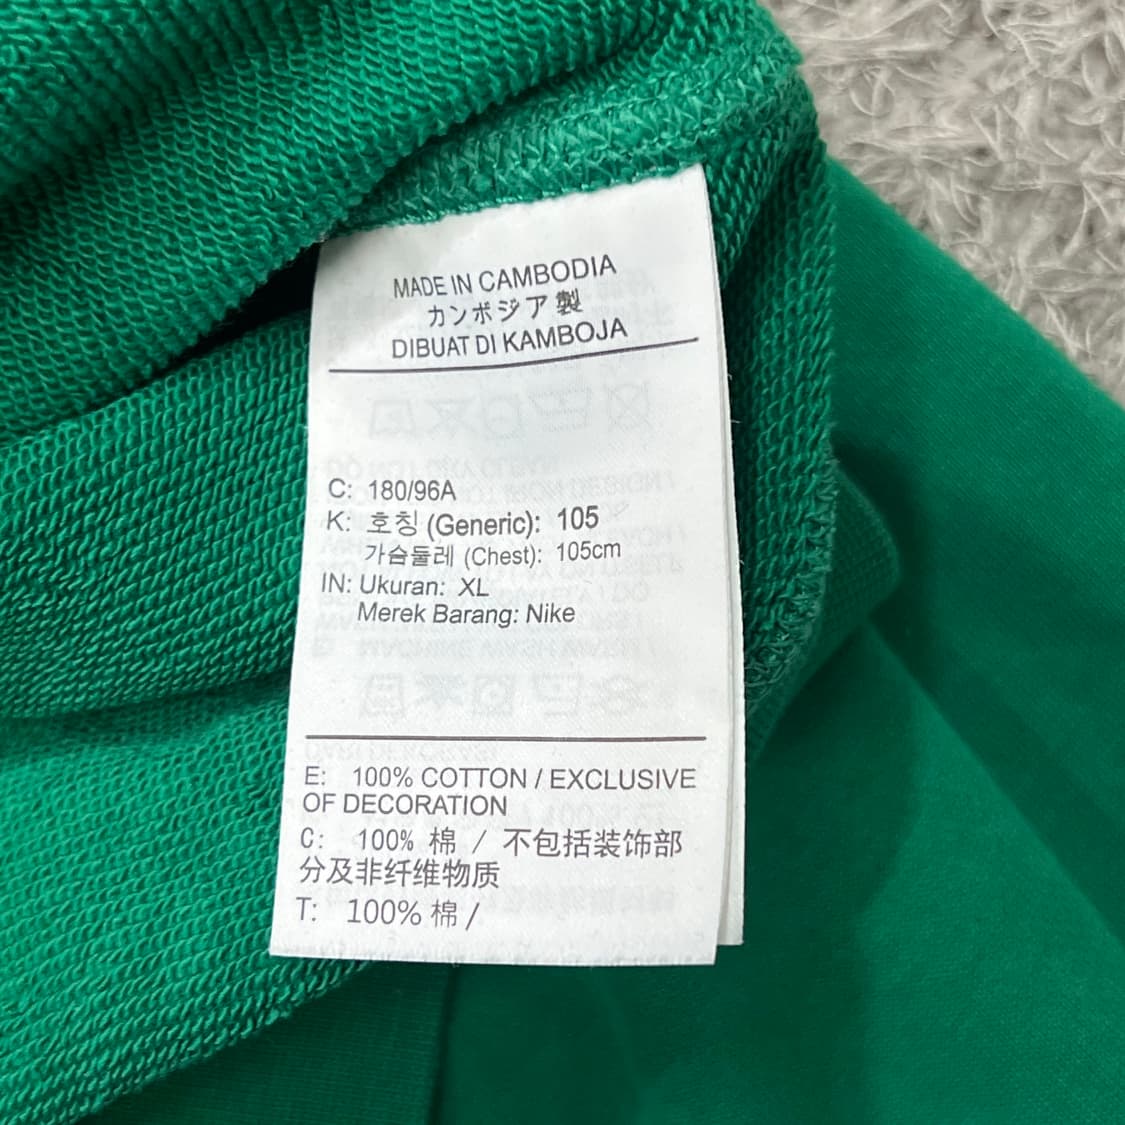 MADE IN CAMBODIA
カンボジア製
DIBUAT DI KAMBOJA
C: 180/96A
K: 호칭 (Generic): 105
가슴둘레 (Chest): 105cm
IN: Ukuran: XL
Merek Barang: Nike
E: 100% COTTON / EXCLUSIVE
OF DECORATION
C: 100% 棉 / 不包括装饰部
分及非纤维物质
T: 100% 棉 /